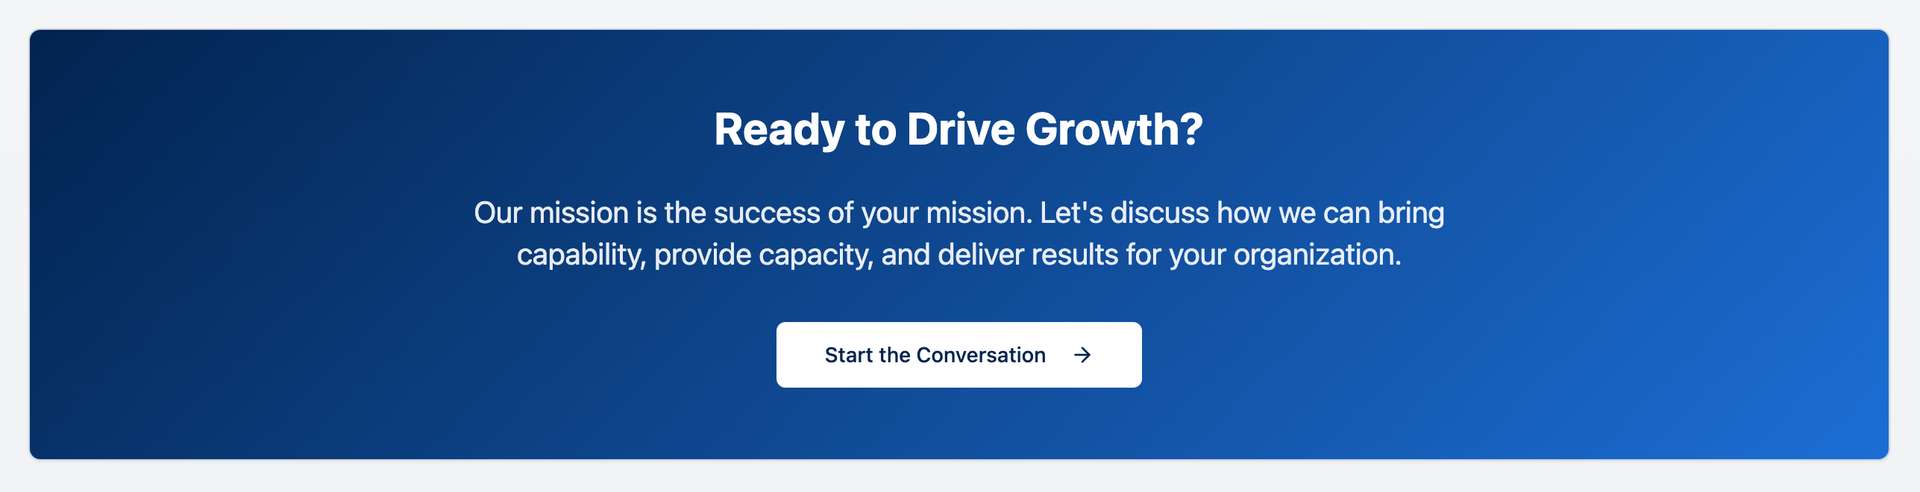 Ready to Drive Growth?
Our mission is the success of your mission. Let's discuss how we can bring
capability, provide capacity, and deliver results for your organization.
Start the Conversation →